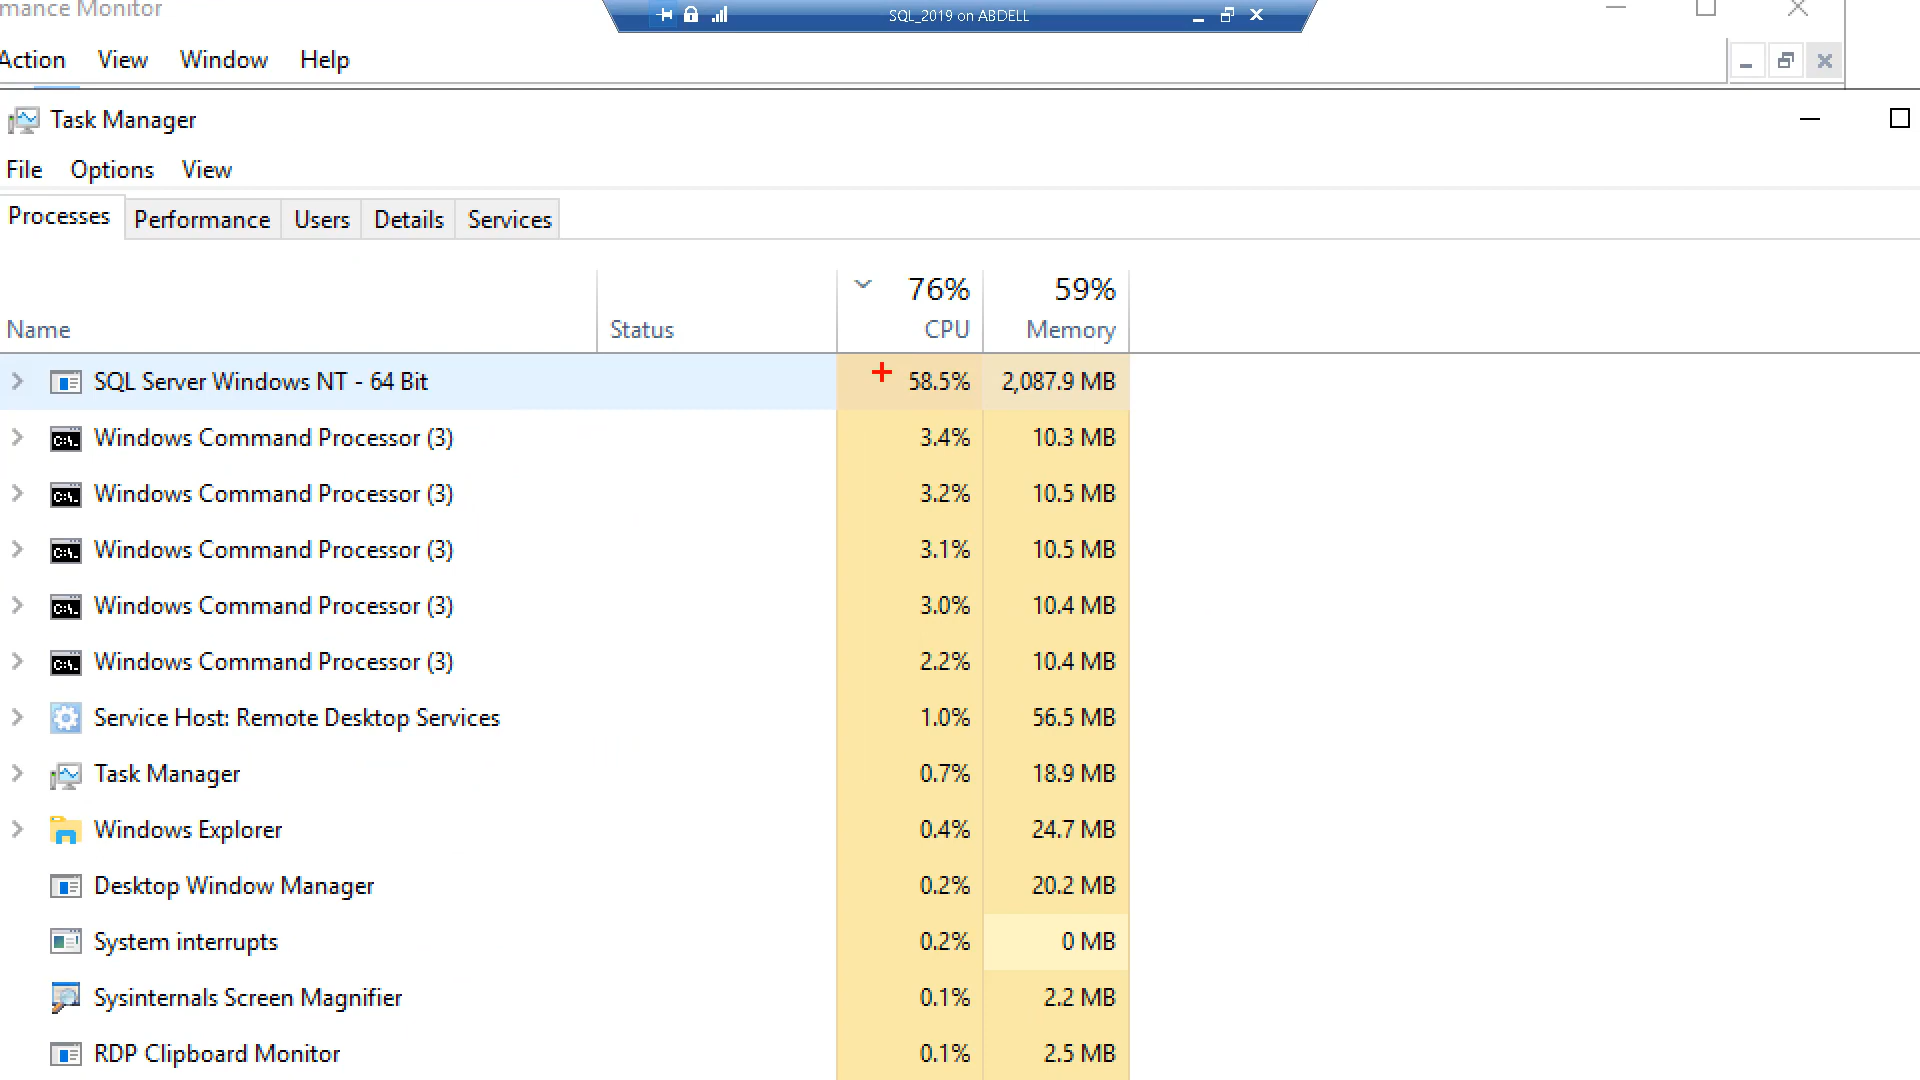 mance Monitor
SQL_2019 on ABDELL
Action View Window Help
Task Manager
File Options View
Processes Performance Users Details Services
76% 59%
Name Status CPU Memory
SQL Server Windows NT - 64 Bit 58.5% 2,087.9 MB
Windows Command Processor (3) 3.4% 10.3 MB
Windows Command Processor (3) 3.2% 10.5 MB
Windows Command Processor (3) 3.1% 10.5 MB
Windows Command Processor (3) 3.0% 10.4 MB
Windows Command Processor (3) 2.2% 10.4 MB
Service Host: Remote Desktop Services 1.0% 56.5 MB
Task Manager 0.7% 18.9 MB
Windows Explorer 0.4% 24.7 MB
Desktop Window Manager 0.2% 20.2 MB
System interrupts 0.2% 0 MB
Sysinternals Screen Magnifier 0.1% 2.2 MB
RDP Clipboard Monitor 0.1% 2.5 MB